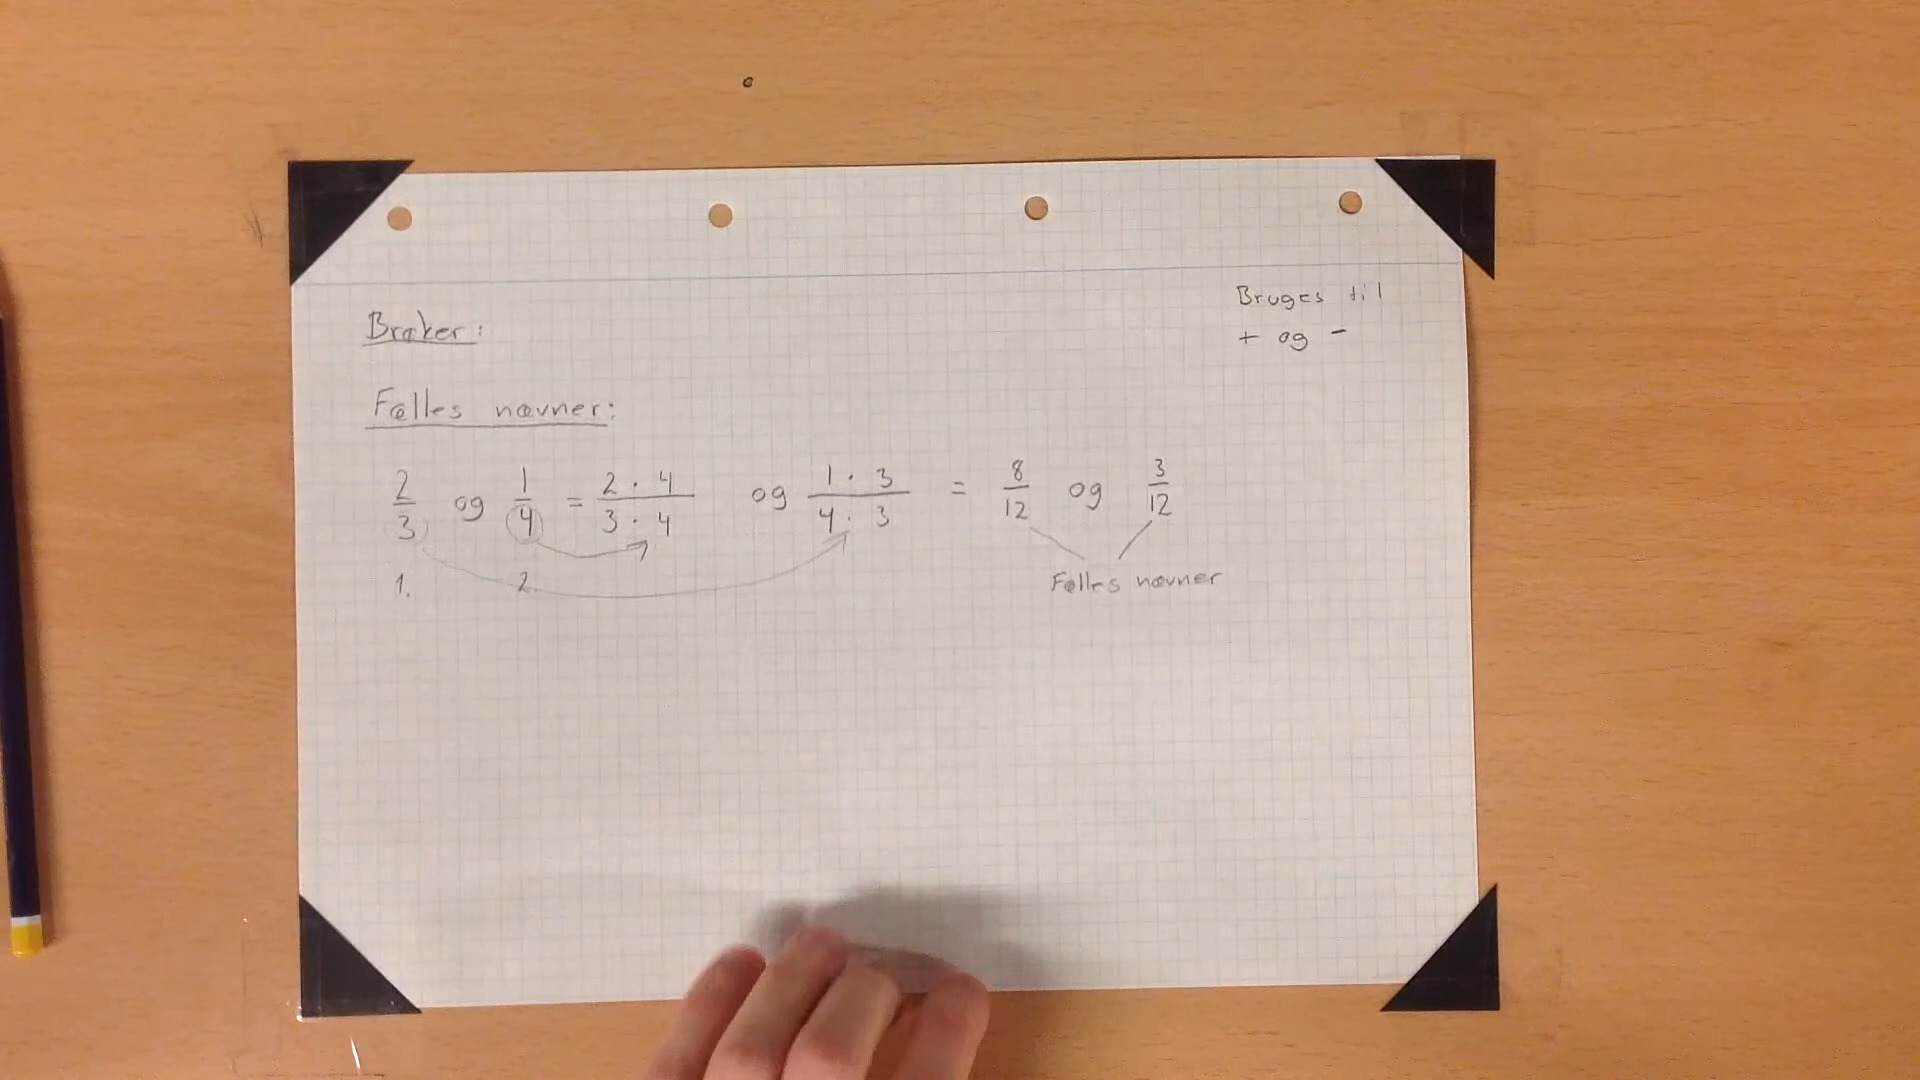 Brøker:
Bruges til
+ og -
Fælles nævner:
2/3 og 1/4 = 2 · 4 / 3 · 4 og 1 · 3 / 4 · 3 = 8/12 og 3/12
1. 2.
Fælles nævner